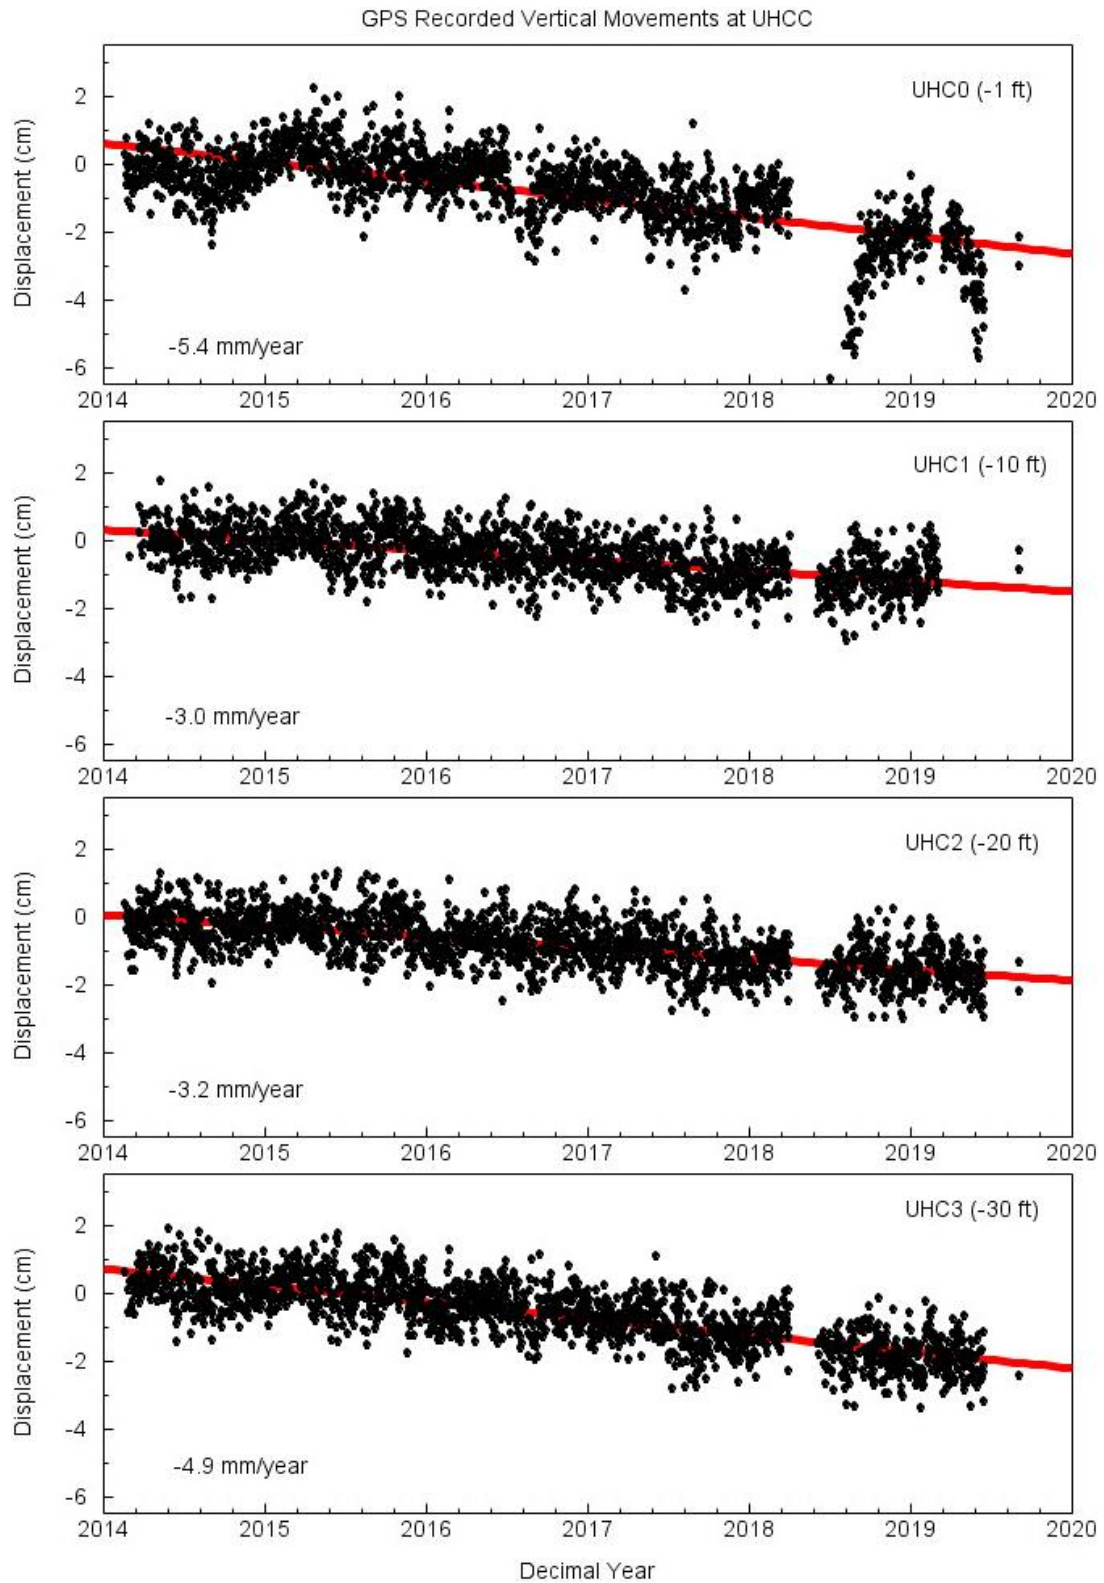 GPS Recorded Vertical Movements at UHCC
UHC0 (-1 ft)
2
0
-2
-4
-6
Displacement (cm)
-5.4 mm/year
2014 2015 2016 2017 2018 2019 2020
UHC1 (-10 ft)
2
0
-2
-4
-6
Displacement (cm)
-3.0 mm/year
2014 2015 2016 2017 2018 2019 2020
UHC2 (-20 ft)
2
0
-2
-4
-6
Displacement (cm)
-3.2 mm/year
2014 2015 2016 2017 2018 2019 2020
UHC3 (-30 ft)
2
0
-2
-4
-6
Displacement (cm)
-4.9 mm/year
2014 2015 2016 2017 2018 2019 2020
Decimal Year